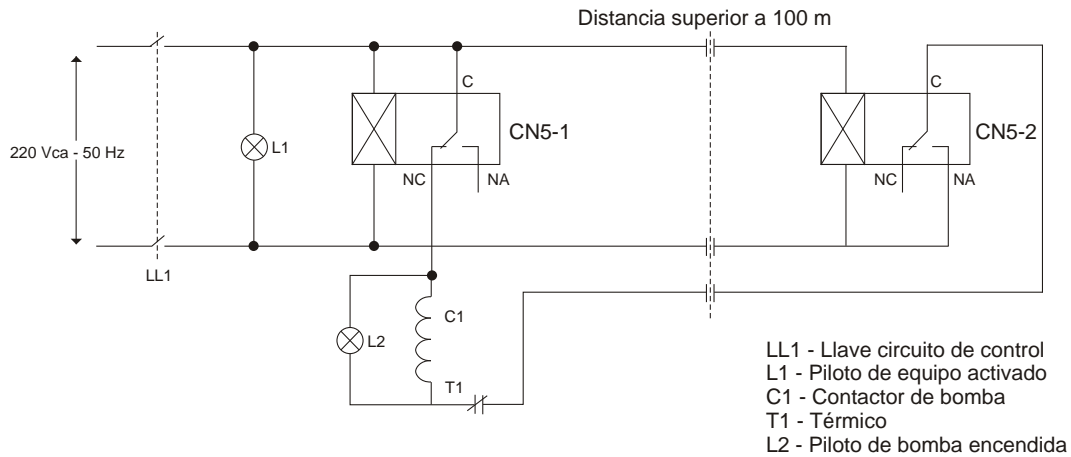 Distancia superior a 100 m
C
C
CN5-1
CN5-2
220 Vca - 50 Hz
L1
NC
NA
NC
NA
LL1
C1
L2
T1
LL1 - Llave circuito de control
L1 - Piloto de equipo activado
C1 - Contactor de bomba
T1 - Térmico
L2 - Piloto de bomba encendida